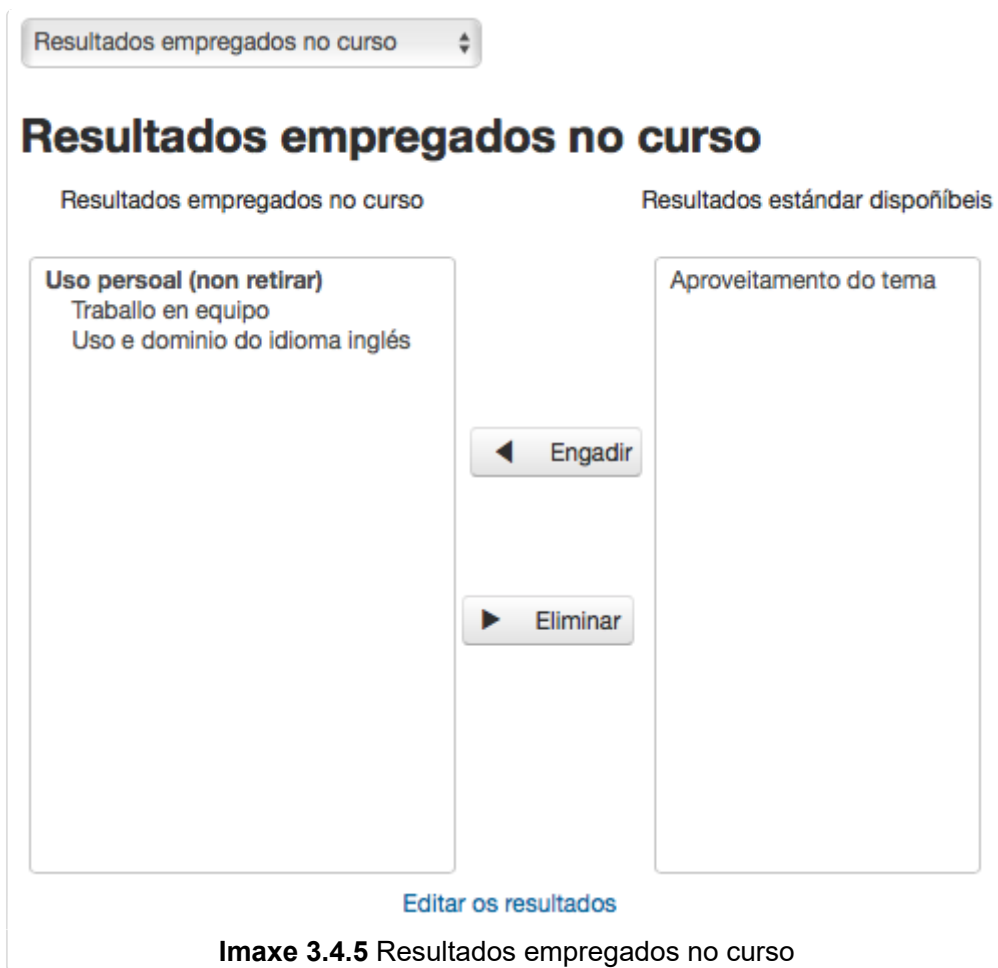 Resultados empregados no curso
Resultados empregados no curso
Resultados empregados no curso
Resultados estándar dispoñíbeis
Uso persoal (non retirar)
Traballo en equipo
Uso e dominio do idioma inglés
Aproveitamento do tema
Engadir
Eliminar
Editar os resultados
Imaxe 3.4.5 Resultados empregados no curso